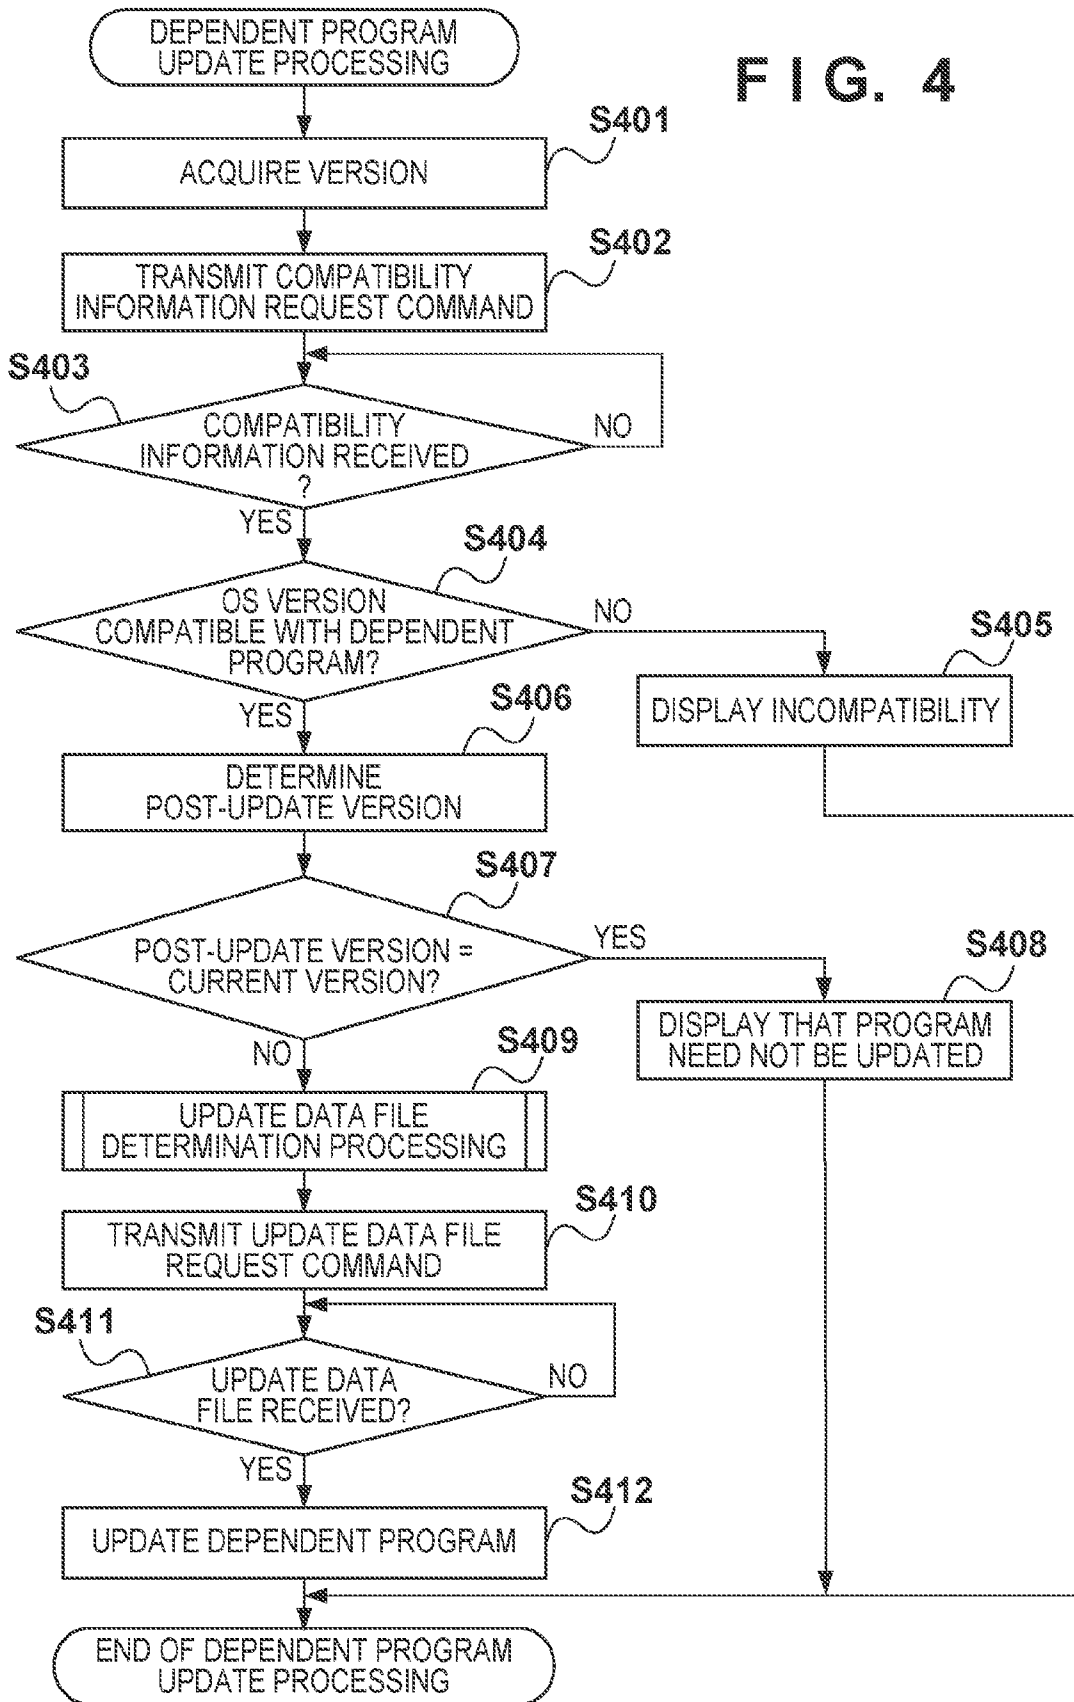 DEPENDENT PROGRAM
UPDATE PROCESSING
FIG. 4
S401
ACQUIRE VERSION
S402
TRANSMIT COMPATIBILITY
INFORMATION REQUEST COMMAND
S403
COMPATIBILITY
INFORMATION RECEIVED
?
NO
YES
S404
OS VERSION
COMPATIBLE WITH DEPENDENT
PROGRAM?
NO
S405
DISPLAY INCOMPATIBILITY
YES
S406
DETERMINE
POST-UPDATE VERSION
S407
POST-UPDATE VERSION =
CURRENT VERSION?
YES
S408
DISPLAY THAT PROGRAM
NEED NOT BE UPDATED
NO
S409
UPDATE DATA FILE
DETERMINATION PROCESSING
S410
TRANSMIT UPDATE DATA FILE
REQUEST COMMAND
S411
UPDATE DATA
FILE RECEIVED?
NO
YES
S412
UPDATE DEPENDENT PROGRAM
END OF DEPENDENT PROGRAM
UPDATE PROCESSING